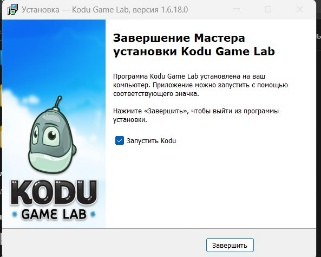 Установка — Kodu Game Lab, версия 1.6.18.0
Завершение Мастера
установки Kodu Game Lab
Программа Kodu Game Lab установлена на ваш
компьютер. Приложение можно запустить с помощью
соответствующего значка.
Нажмите «Завершить», чтобы выйти из программы
установки.
Запустить Kodu
KODU
GAME LAB
Завершить